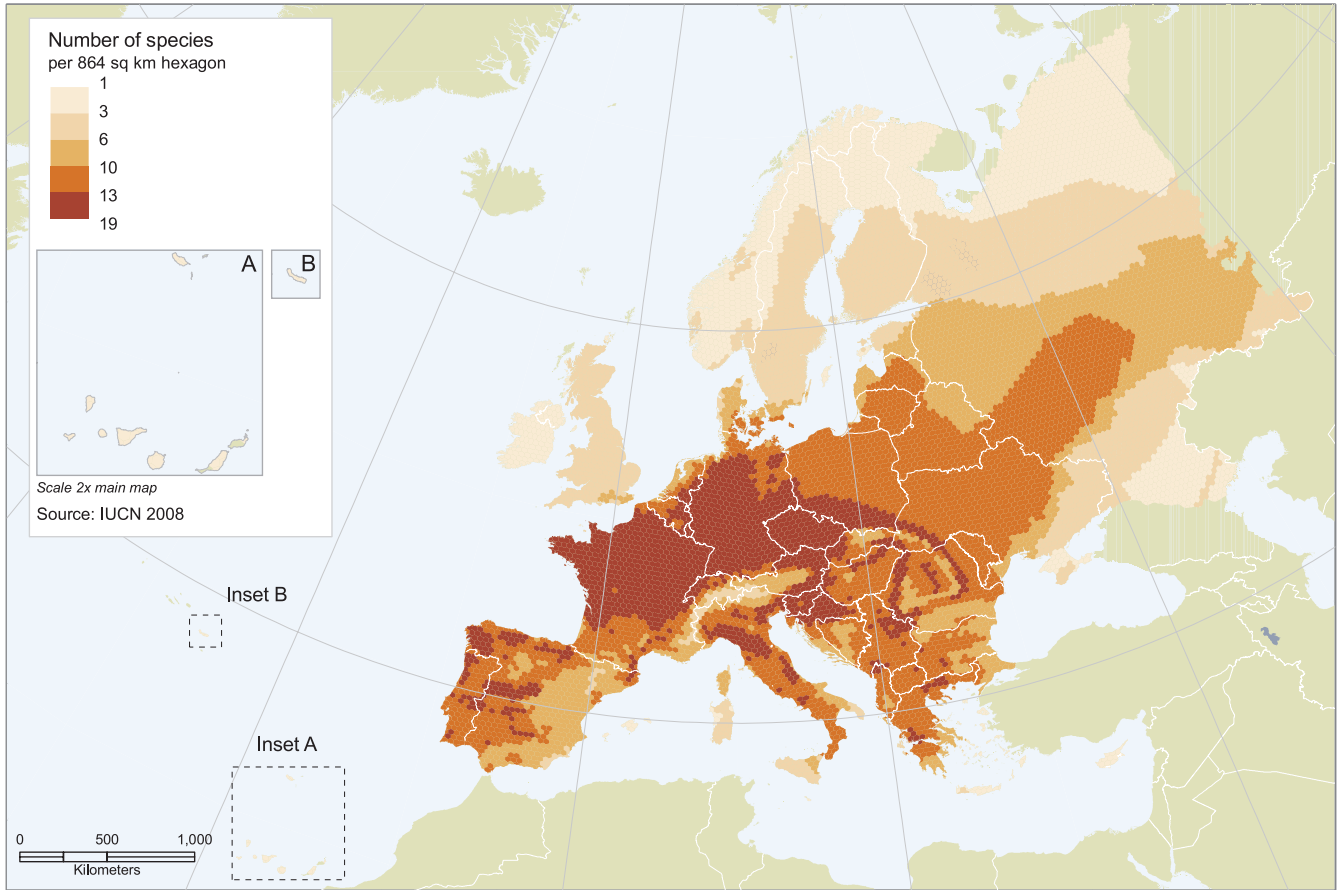 Number of species
per 864 sq km hexagon
1
3
6
10
13
19
A
B
Scale 2x main map
Source: IUCN 2008
Inset B
Inset A
0 500 1,000
Kilometers